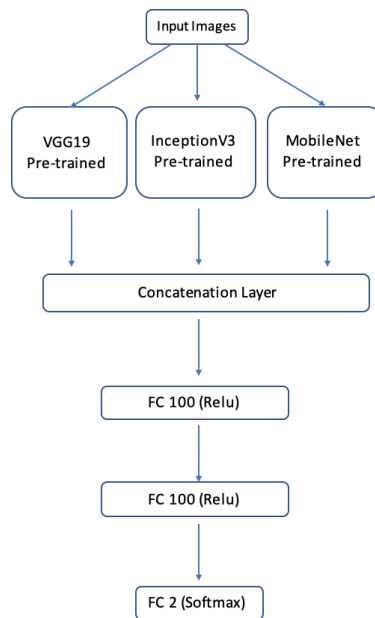 Input Images
VGG19
Pre-trained
InceptionV3
Pre-trained
MobileNet
Pre-trained
Concatenation Layer
FC 100 (Relu)
FC 100 (Relu)
FC 2 (Softmax)